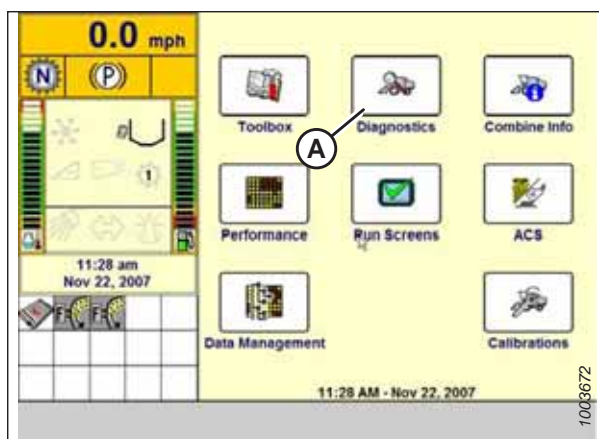 0.0 mph
N
(P)
1
11:28 am
Nov 22, 2007
F
F
Toolbox
Diagnostics
Combine Info
A
Performance
Run Screens
ACS
Data Management
Calibrations
11:28 AM - Nov 22, 2007
1003672